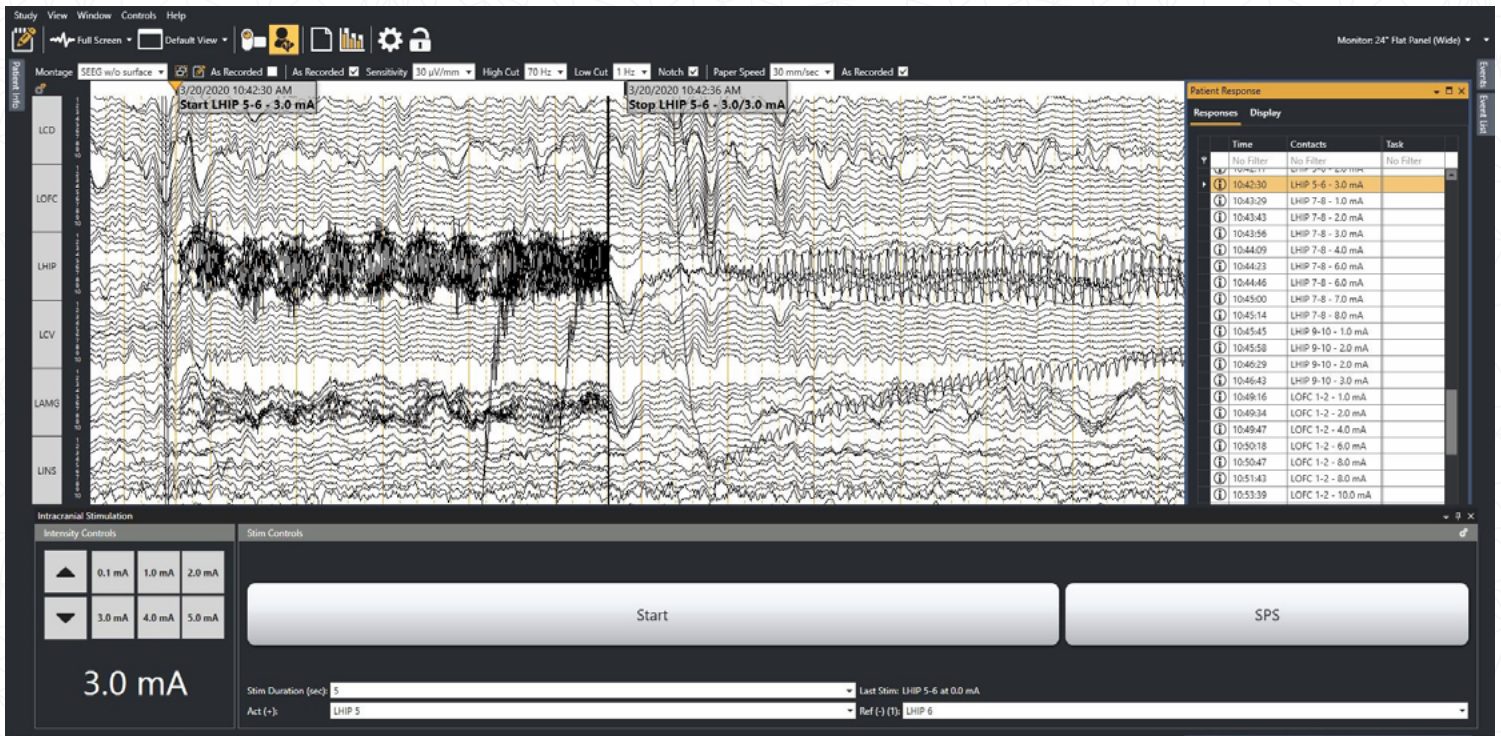 Study View Window Controls Help
Full Screen Default View
Monitor: 24" Flat Panel (Wide)
Montage SEEG w/o surface As Recorded As Recorded Sensitivity 30 µV/mm High Cut 70 Hz Low Cut 1 Hz Notch Paper Speed 30 mm/sec As Recorded
Patient Info
Events
Event List
3/20/2020 10:42:30 AM
Start LHIP 5-6 - 3.0 mA
3/20/2020 10:42:36 AM
Stop LHIP 5-6 - 3.0/3.0 mA
LCD
LOFC
LHIP
LCV
LAMG
LINS
Patient Response
Responses Display
Time Contacts Task
No Filter No Filter No Filter
10:42:17 LHIP 5-6 - 2.0 mA
10:42:30 LHIP 5-6 - 3.0 mA
10:43:29 LHIP 7-8 - 1.0 mA
10:43:43 LHIP 7-8 - 2.0 mA
10:43:56 LHIP 7-8 - 3.0 mA
10:44:09 LHIP 7-8 - 4.0 mA
10:44:23 LHIP 7-8 - 6.0 mA
10:44:46 LHIP 7-8 - 6.0 mA
10:45:00 LHIP 7-8 - 7.0 mA
10:45:14 LHIP 7-8 - 8.0 mA
10:45:45 LHIP 9-10 - 1.0 mA
10:45:58 LHIP 9-10 - 2.0 mA
10:46:29 LHIP 9-10 - 2.0 mA
10:46:43 LHIP 9-10 - 3.0 mA
10:49:16 LOFC 1-2 - 1.0 mA
10:49:34 LOFC 1-2 - 2.0 mA
10:49:47 LOFC 1-2 - 4.0 mA
10:50:18 LOFC 1-2 - 6.0 mA
10:50:47 LOFC 1-2 - 8.0 mA
10:51:43 LOFC 1-2 - 8.0 mA
10:53:39 LOFC 1-2 - 10.0 mA
Intracranial Stimulation
Intensity Controls
Stim Controls
0.1 mA 1.0 mA 2.0 mA
3.0 mA 4.0 mA 5.0 mA
3.0 mA
Start
SPS
Stim Duration (sec): 5
Last Stim: LHIP 5-6 at 0.0 mA
Act (+): LHIP 5
Ref (-) (1): LHIP 6